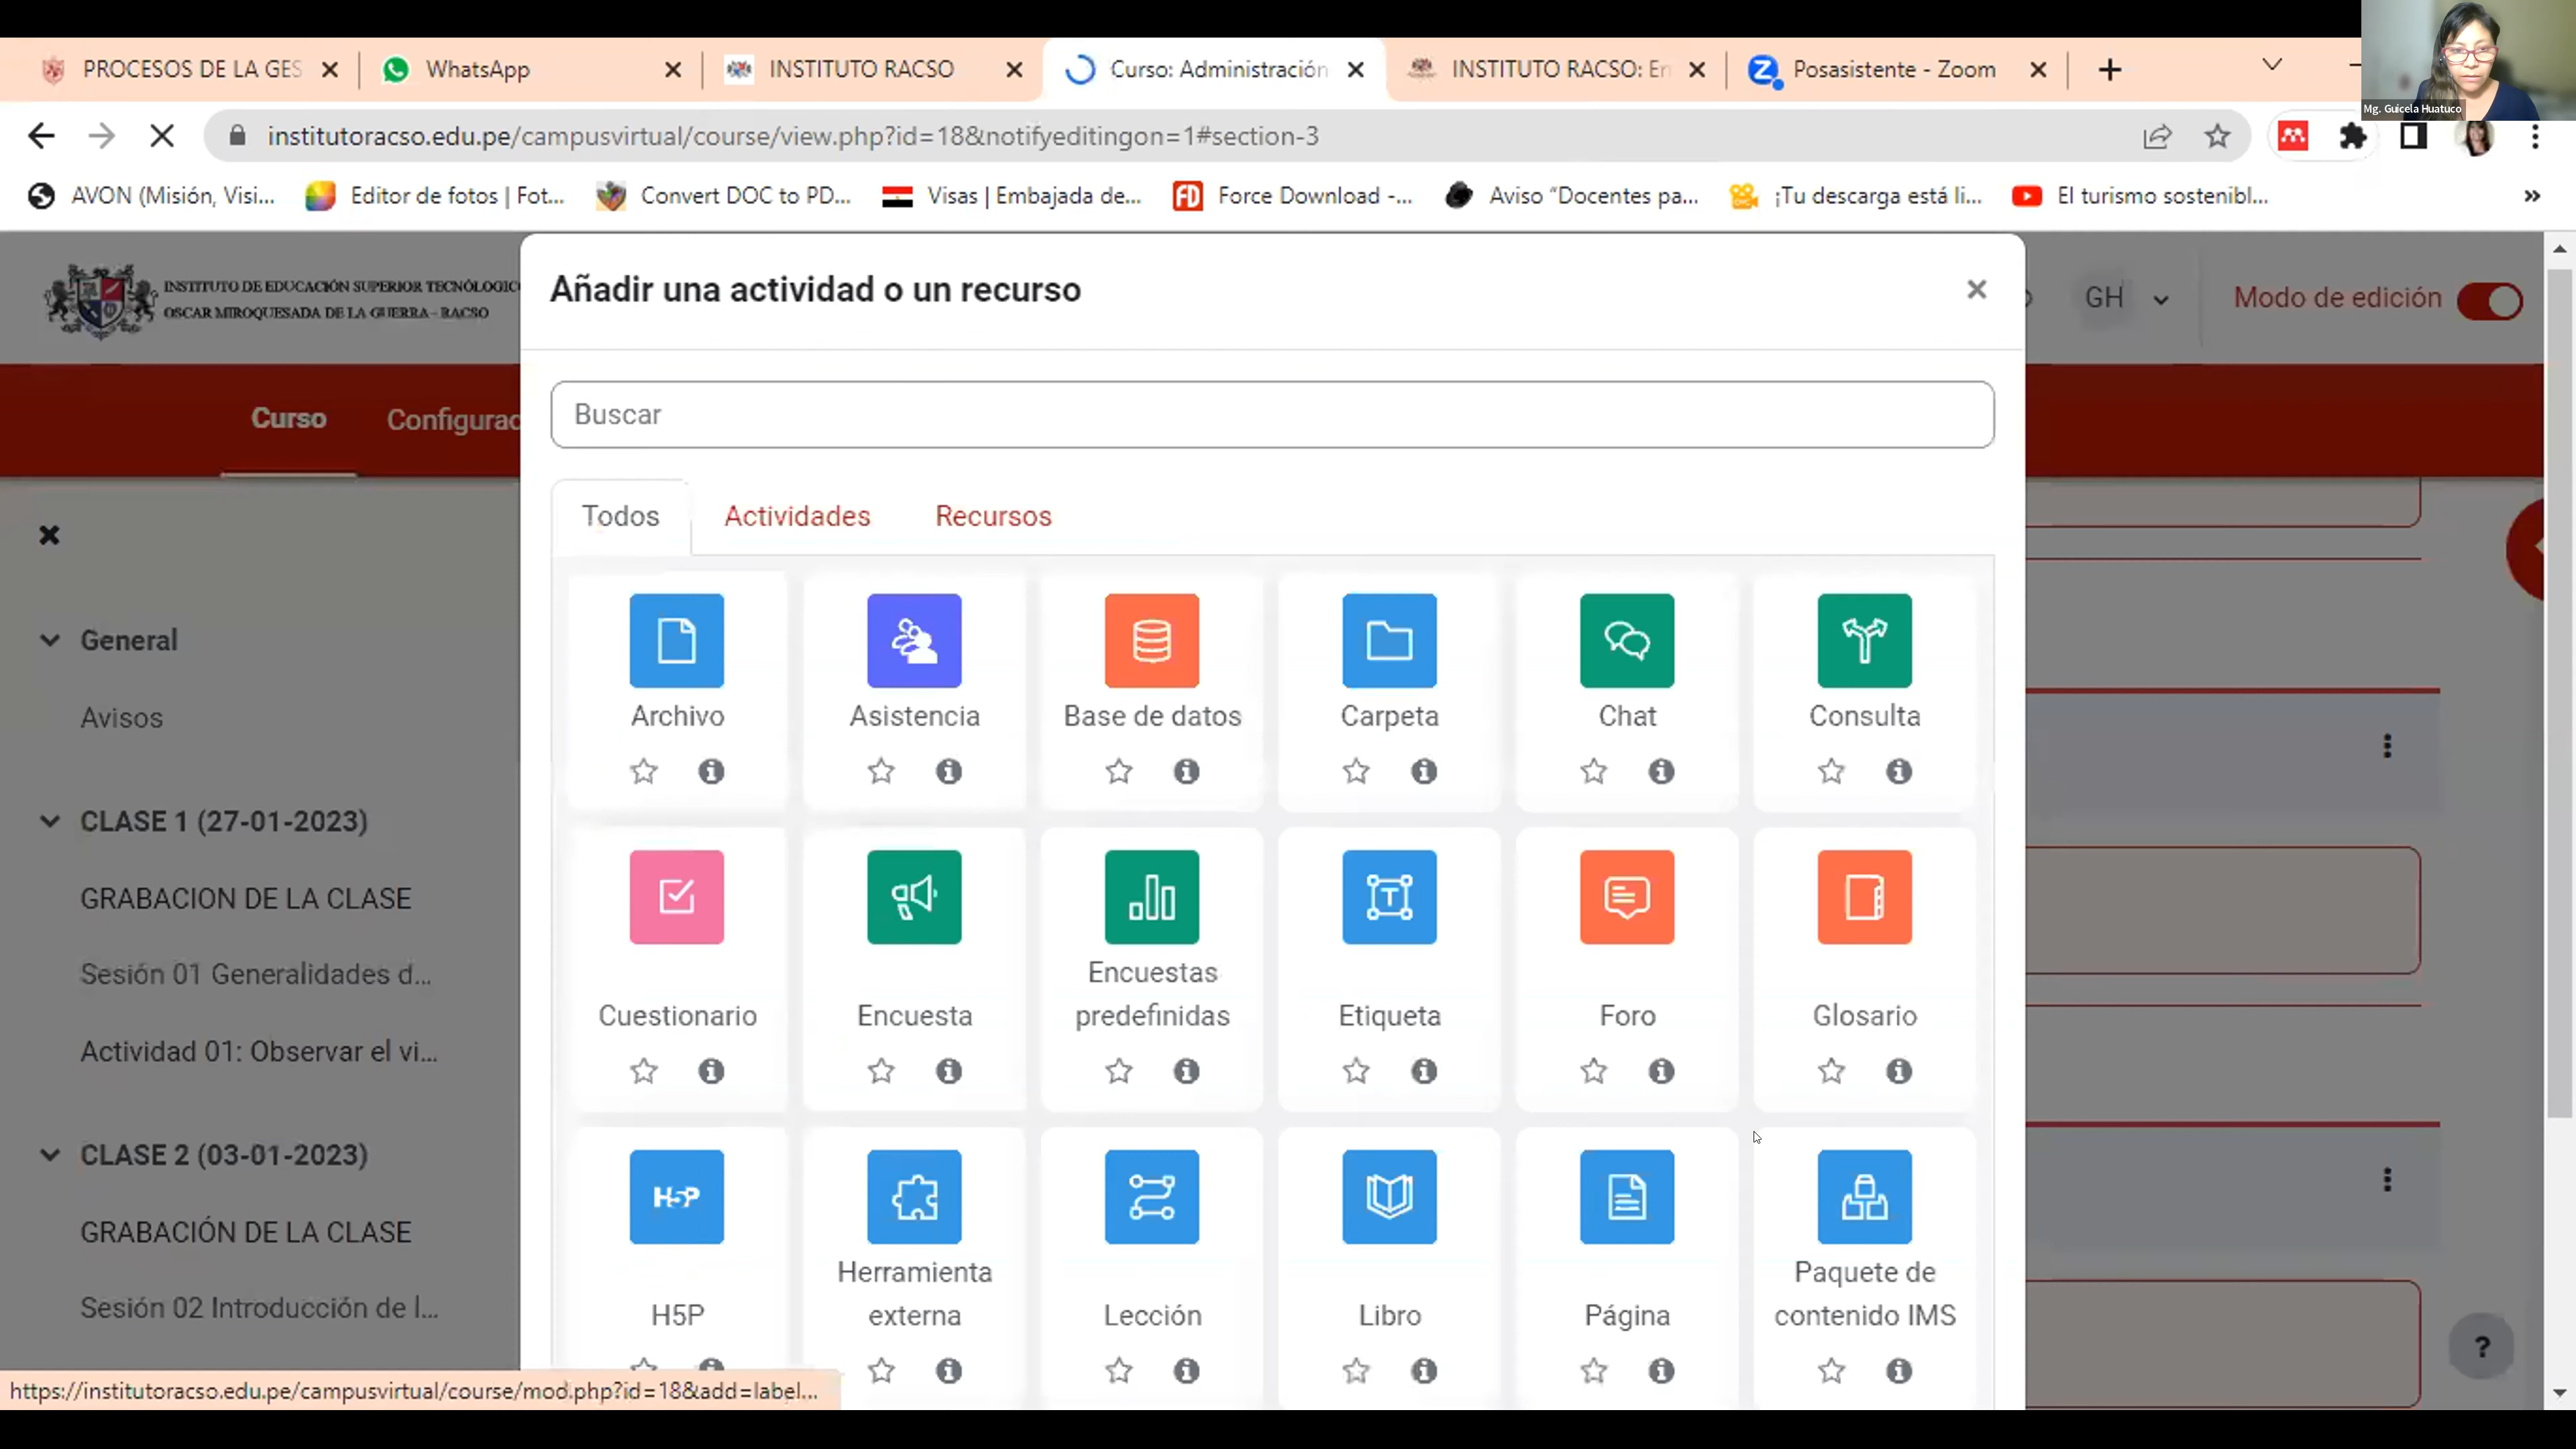 PROCESOS DE LA GES
WhatsApp
INSTITUTO RACSO
Curso: Administración
INSTITUTO RACSO: En
Posasistente - Zoom
Mg. Guicela Huatuco
institutoracso.edu.pe/campusvirtual/course/view.php?id=18&notifyeditingon=1#section-3
AVON (Misión, Visi...
Editor de fotos | Fot...
Convert DOC to PD...
Visas | Embajada de...
FD
Force Download -...
Aviso “Docentes pa...
¡Tu descarga está li...
El turismo sostenibl...
INSTITUTO DE EDUCACIÓN SUPERIOR TECNÓLOGIC
OSCAR MIROQUESADA DE LA GUERRA - RACSO
GH
Modo de edición
Curso
Configurac
Añadir una actividad o un recurso
Buscar
Todos
Actividades
Recursos
Archivo
Asistencia
Base de datos
Carpeta
Chat
Consulta
Cuestionario
Encuesta
Encuestas
predefinidas
Etiqueta
Foro
Glosario
H5P
H5P
Herramienta
externa
Lección
Libro
Página
Paquete de
contenido IMS
General
Avisos
CLASE 1 (27-01-2023)
GRABACION DE LA CLASE
Sesión 01 Generalidades d...
Actividad 01: Observar el vi...
CLASE 2 (03-01-2023)
GRABACIÓN DE LA CLASE
Sesión 02 Introducción de l...
?
https://institutoracso.edu.pe/campusvirtual/course/mod.php?id=18&add=label...